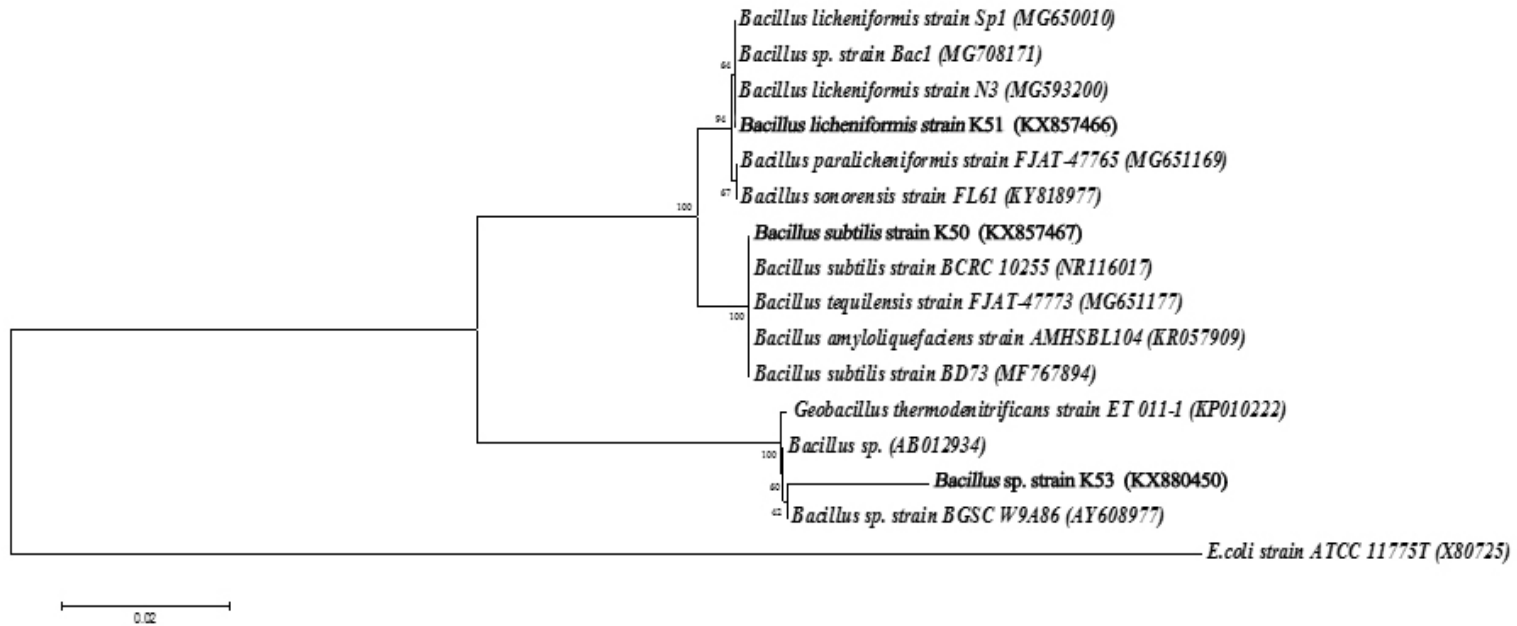 Bacillus licheniformis strain Sp1 (MG650010)
Bacillus sp. strain Bac1 (MG708171)
64
Bacillus licheniformis strain N3 (MG593200)
94
Bacillus licheniformis strain K51 (KX857466)
Bacillus paralicheniformis strain FJAT-47765 (MG651169)
67
Bacillus sonorensis strain FL61 (KY818977)
100
Bacillus subtilis strain K50 (KX857467)
Bacillus subtilis strain BCRC 10255 (NR116017)
Bacillus tequilensis strain FJAT-47773 (MG651177)
100
Bacillus amyloliquefaciens strain AMHSBL104 (KR057909)
Bacillus subtilis strain BD73 (MF767894)
Geobacillus thermodenitrificans strain ET 011-1 (KP010222)
Bacillus sp. (AB012934)
100
Bacillus sp. strain K53 (KX880450)
60
62
Bacillus sp. strain BGSC W9A86 (AY608977)
E.coli strain ATCC 11775T (X80725)
0.02